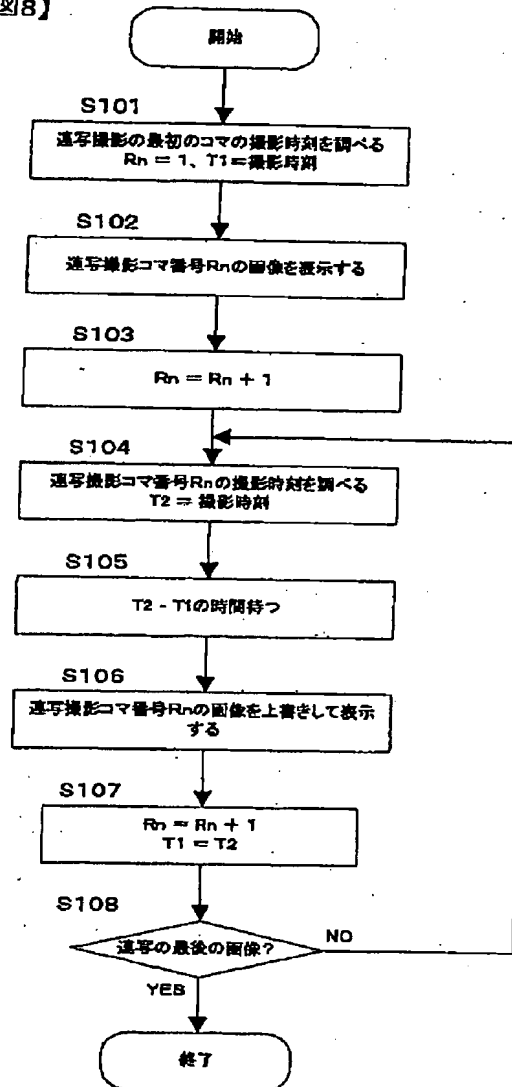 図8】
開始
S101
連写撮影の最初のコマの撮影時刻を調べる
Rn = 1、T1=撮影時刻
S102
連写撮影コマ番号Rnの画像を表示する
S103
Rn = Rn + 1
S104
連写撮影コマ番号Rnの撮影時刻を調べる
T2 = 撮影時刻
S105
T2 - T1の時間待つ
S106
連写撮影コマ番号Rnの画像を上書きして表示
する
S107
Rn = Rn + 1
T1 = T2
S108
連写の最後の画像?
NO
YES
終了